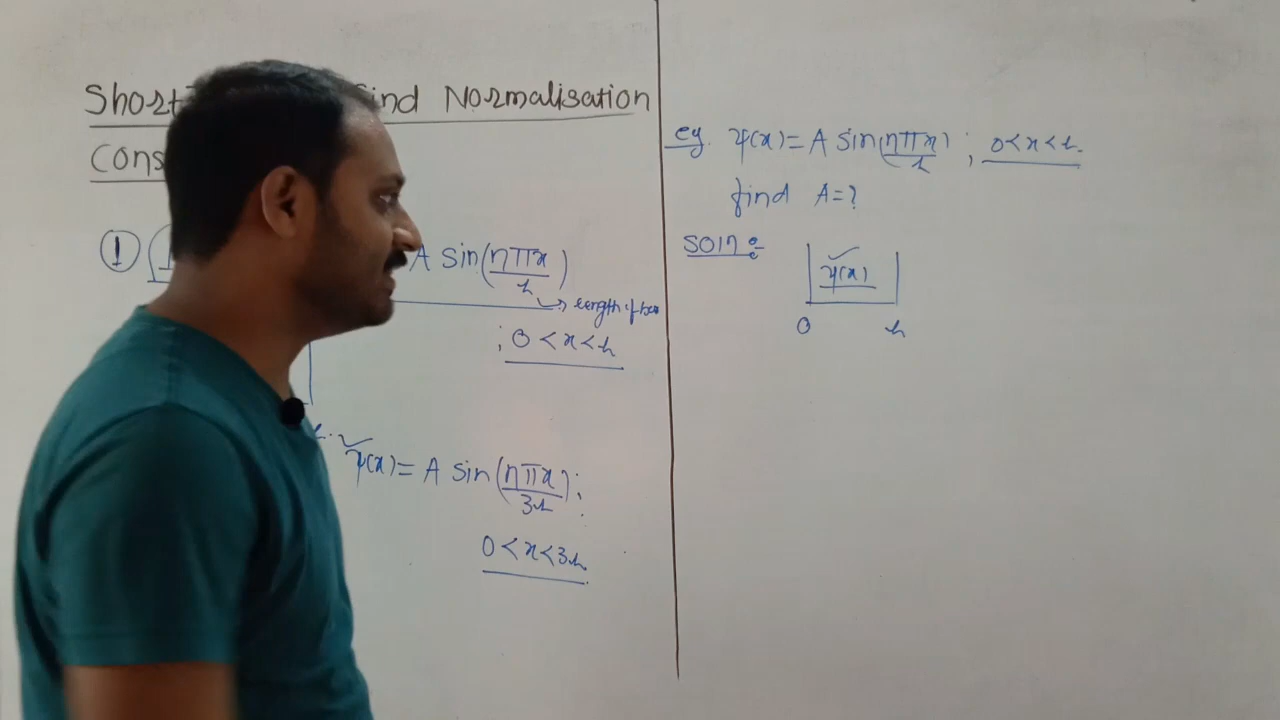 Short find Normalisation
Cons
① A sin(nπx/L)
→ length of box
; 0 < x < L
ψ(x) = A sin(nπx/3L);
0 < x < 3L
eg. ψ(x) = A sin(nπx/L) ; 0 < x < L.
find A = ?
Soln :-
ψ(x)
0 L